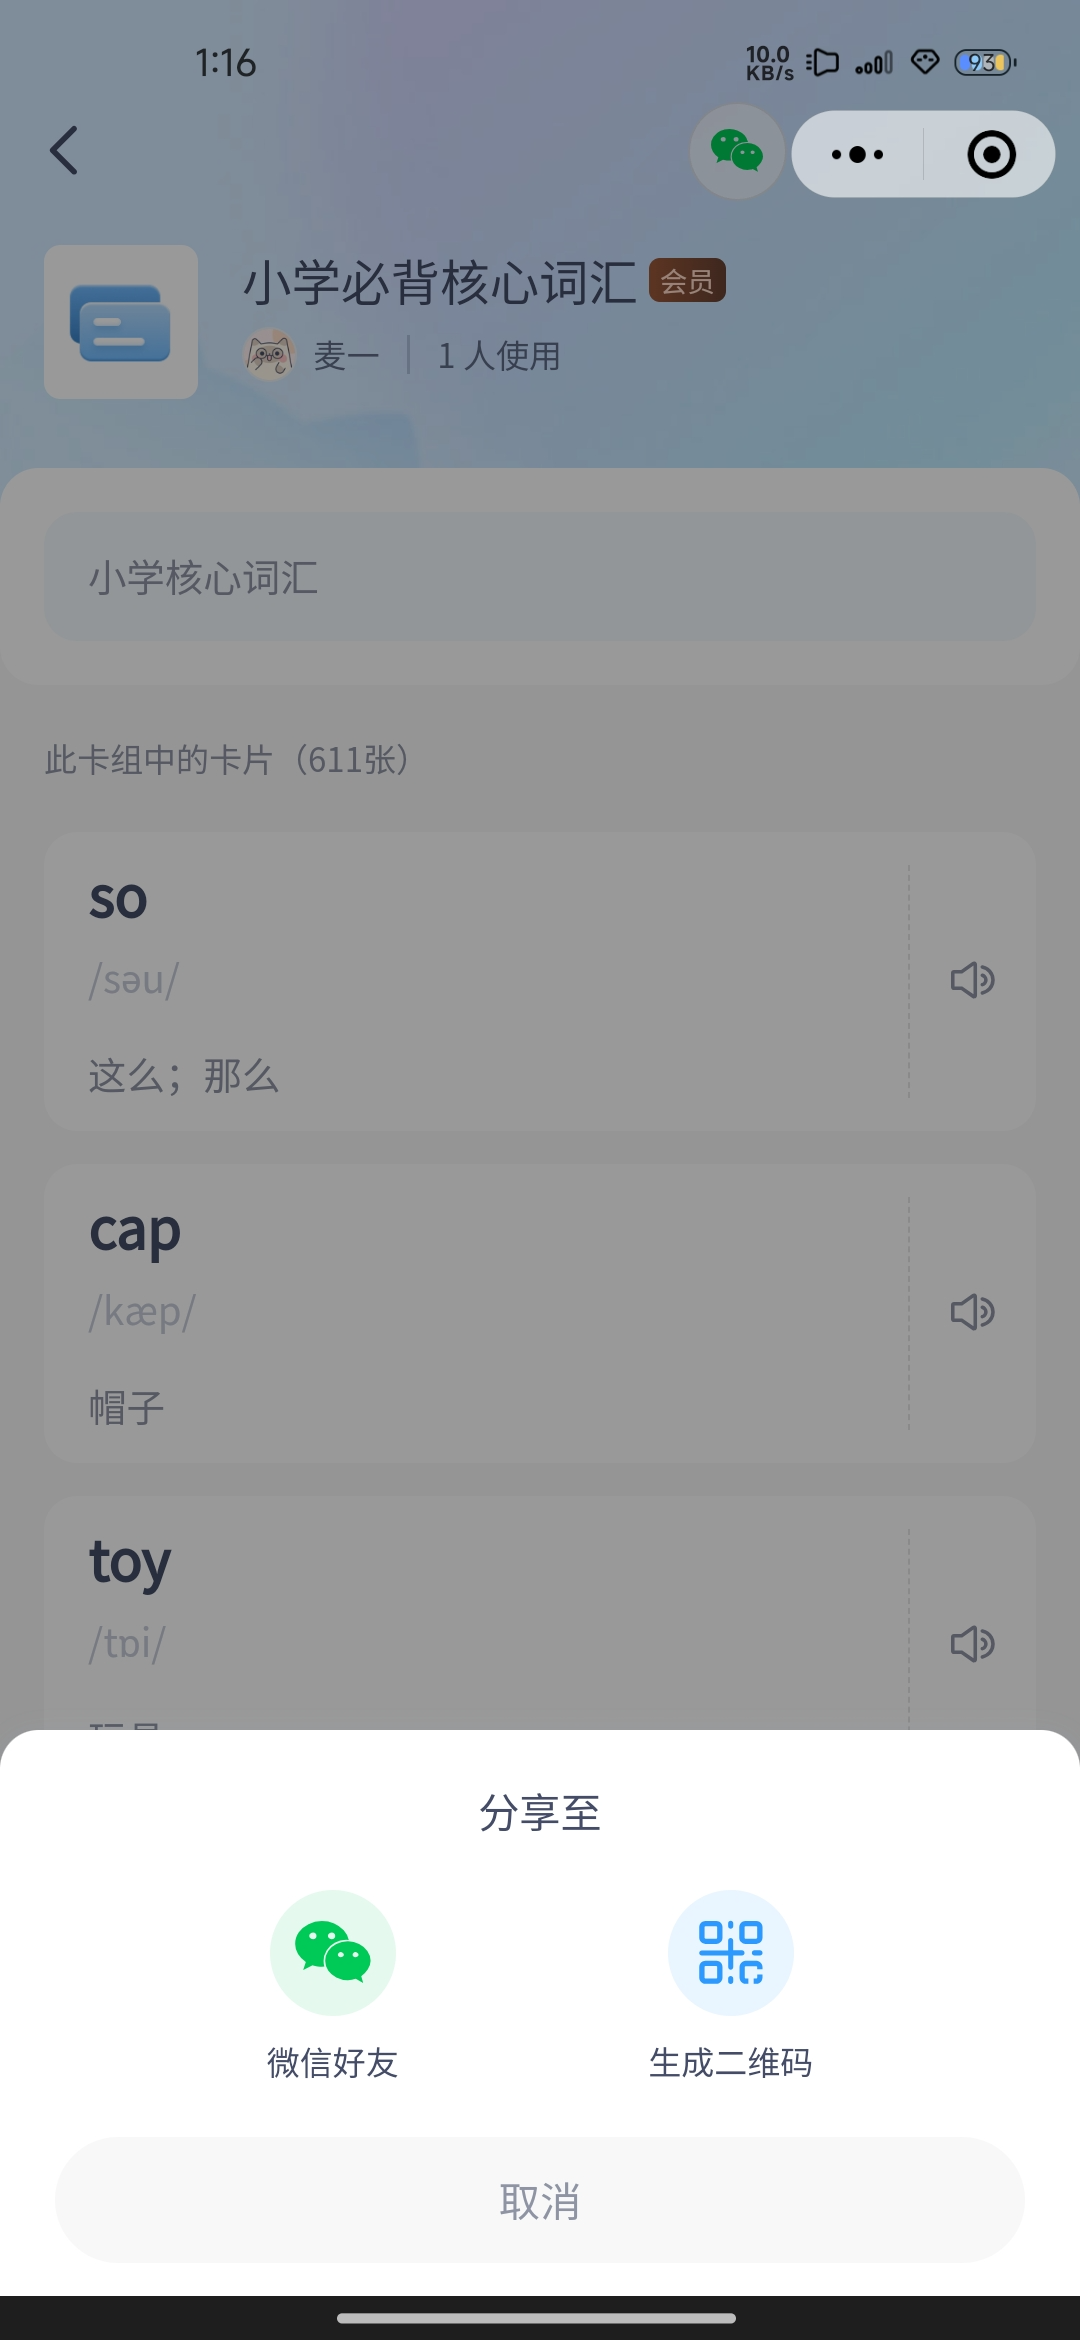 1:16
10.0
KB/s
93
小学必背核心词汇 会员
麦一 | 1 人使用
小学核心词汇
此卡组中的卡片（611张）
so
/səu/
这么；那么
cap
/kæp/
帽子
toy
/tɒi/
分享至
微信好友 生成二维码
取消